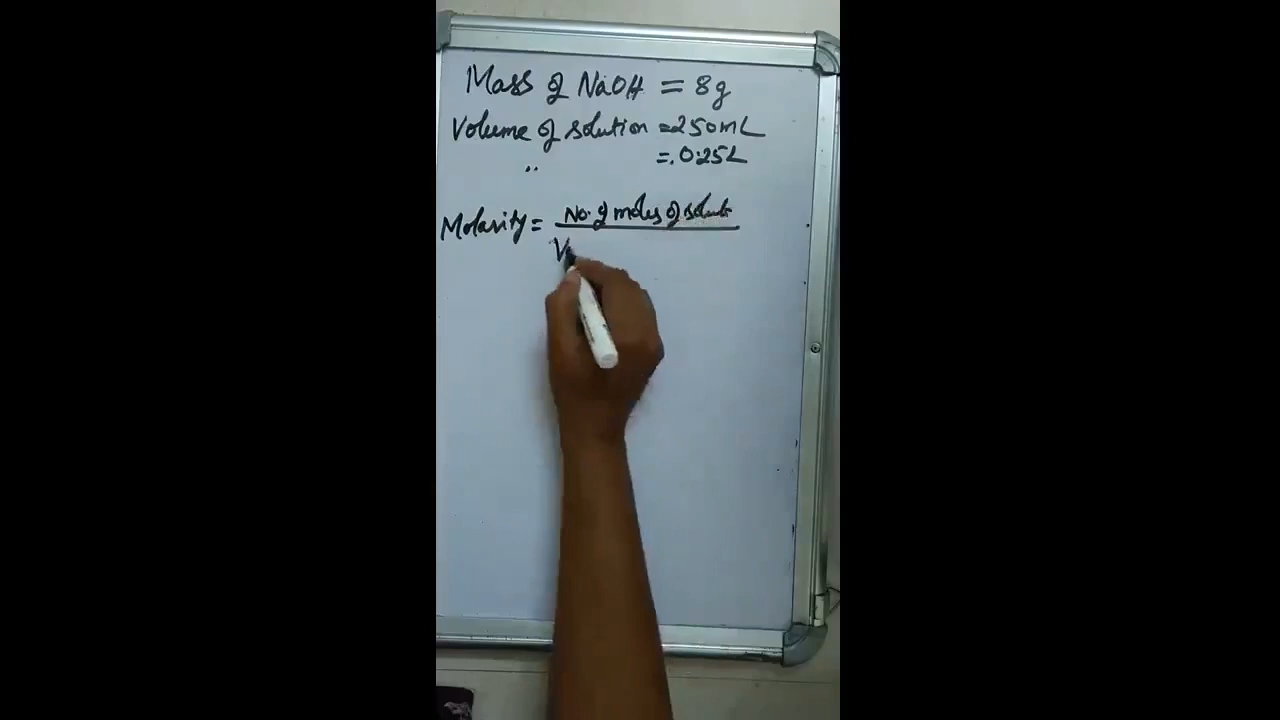 Mass of NaOH = 8g
Volume of solution = 250mL
" = 0.25L
Molarity = No. of moles of solute
V